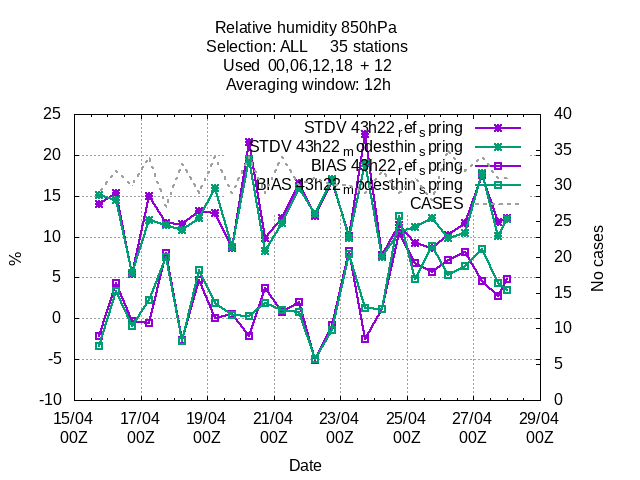 Relative humidity 850hPa
Selection: ALL 35 stations
Used 00,06,12,18 + 12
Averaging window: 12h
25
20
15
10
5
0
-5
-10
%
40
35
30
25
20
15
10
5
0
No cases
STDV 43h22_ref_spring
STDV 43h22_modesthin_spring
BIAS 43h22_ref_spring
BIAS 43h22_modesthin_spring
CASES
15/04 17/04 19/04 21/04 23/04 25/04 27/04 29/04
00Z 00Z 00Z 00Z 00Z 00Z 00Z 00Z
Date